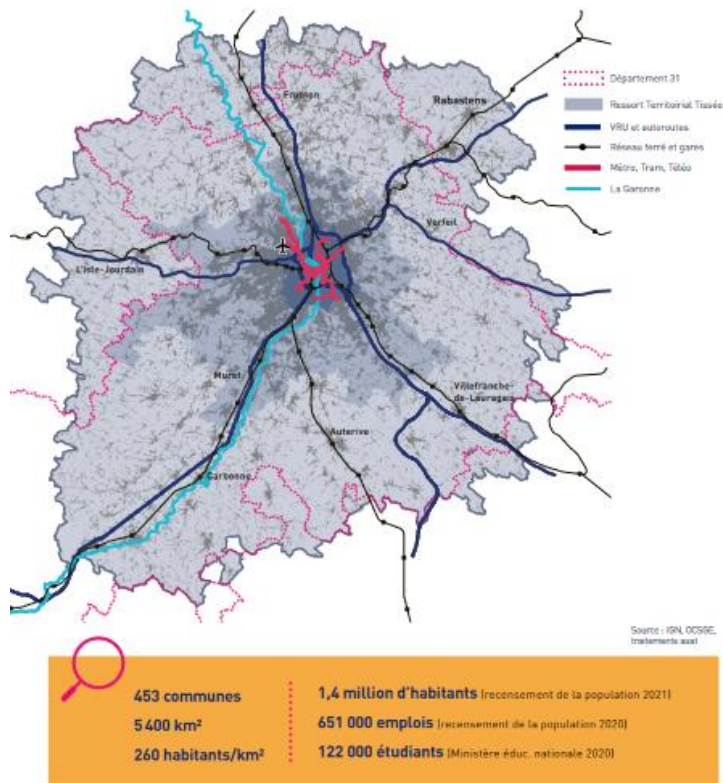 Fronton
Rabastens
Verfeil
L'Isle-Jourdain
Muret
Villefranche-
de-Lauragais
Auterive
Carbonne
Département 31
Ressort Territorial Tisséo
VRU et autoroutes
Réseau ferré et gares
Métro, Tram, Téléo
La Garonne
Source : IGN, OCSGE,
traitements auat
453 communes
5 400 km²
260 habitants/km²
1,4 million d'habitants (recensement de la population 2021)
651 000 emplois (recensement de la population 2020)
122 000 étudiants (Ministère éduc. nationale 2020)